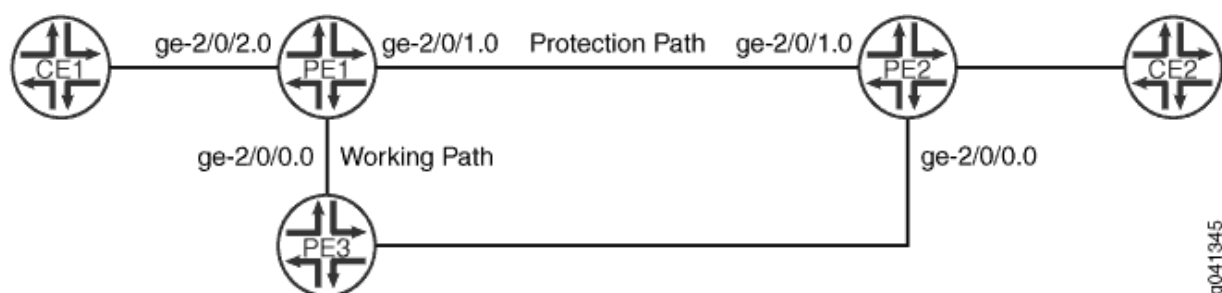 ge-2/0/2.0 ge-2/0/1.0 Protection Path ge-2/0/1.0
CE1 PE1 PE2 CE2
ge-2/0/0.0 Working Path ge-2/0/0.0
PE3
g041345